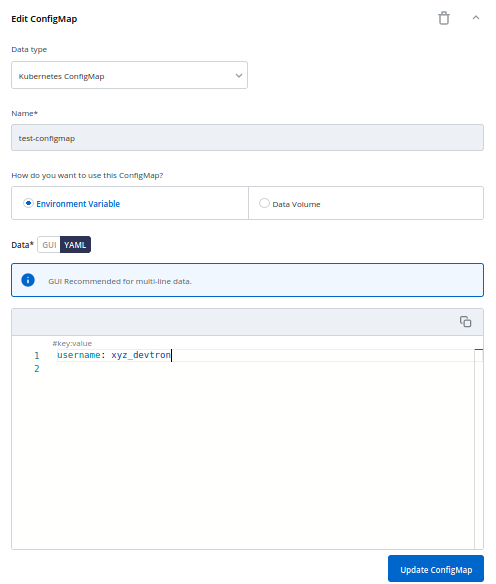 Edit ConfigMap
Data type
Kubernetes ConfigMap
Name*
test-configmap
How do you want to use this ConfigMap?
Environment Variable
Data Volume
Data* GUI YAML
GUI Recommended for multi-line data.
#key:value
1 username: xyz_devtron
2
Update ConfigMap